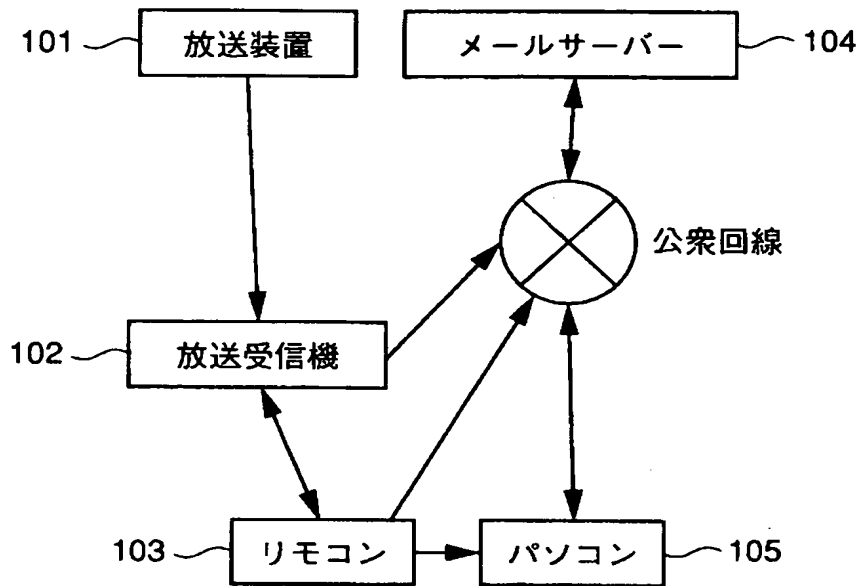 101
放送装置
メールサーバー
104
公衆回線
102
放送受信機
103
リモコン
パソコン
105